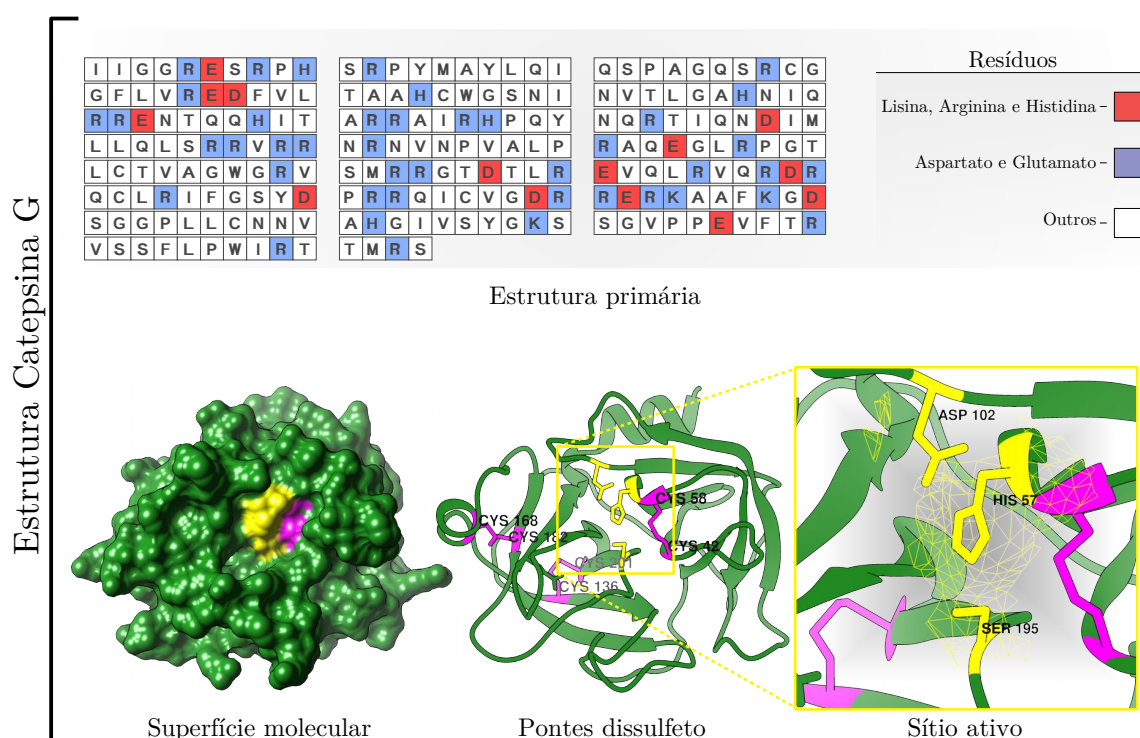 Estrutura Catepsina G
I I G G R E S R P H S R P Y M A Y L Q I Q S P A G Q S R C G
G F L V R E D F V L T A A H C W G S N I N V T L G A H N I Q
R R E N T Q Q H I T A R R A I R H P Q Y N Q R T I Q N D I M
L L Q L S R R V R R N R N V N P V A L P R A Q E G L R P G T
L C T V A G W G R V S M R R G T D T L R E V Q L R V Q R D R
Q C L R I F G S Y D P R R Q I C V G D R R E R K A A F K G D
S G G P L L C N N V A H G I V S Y G K S S G V P P E V F T R
V S S F L P W I R T T M R S
Resíduos
Lisina, Arginina e Histidina
Aspartato e Glutamato
Outros
Estrutura primária
CYS 58
CYS 168
CYS 182
CYS 42
CYS 136
ASP 102
HIS 57
SER 195
Superfície molecular
Pontes dissulfeto
Sítio ativo